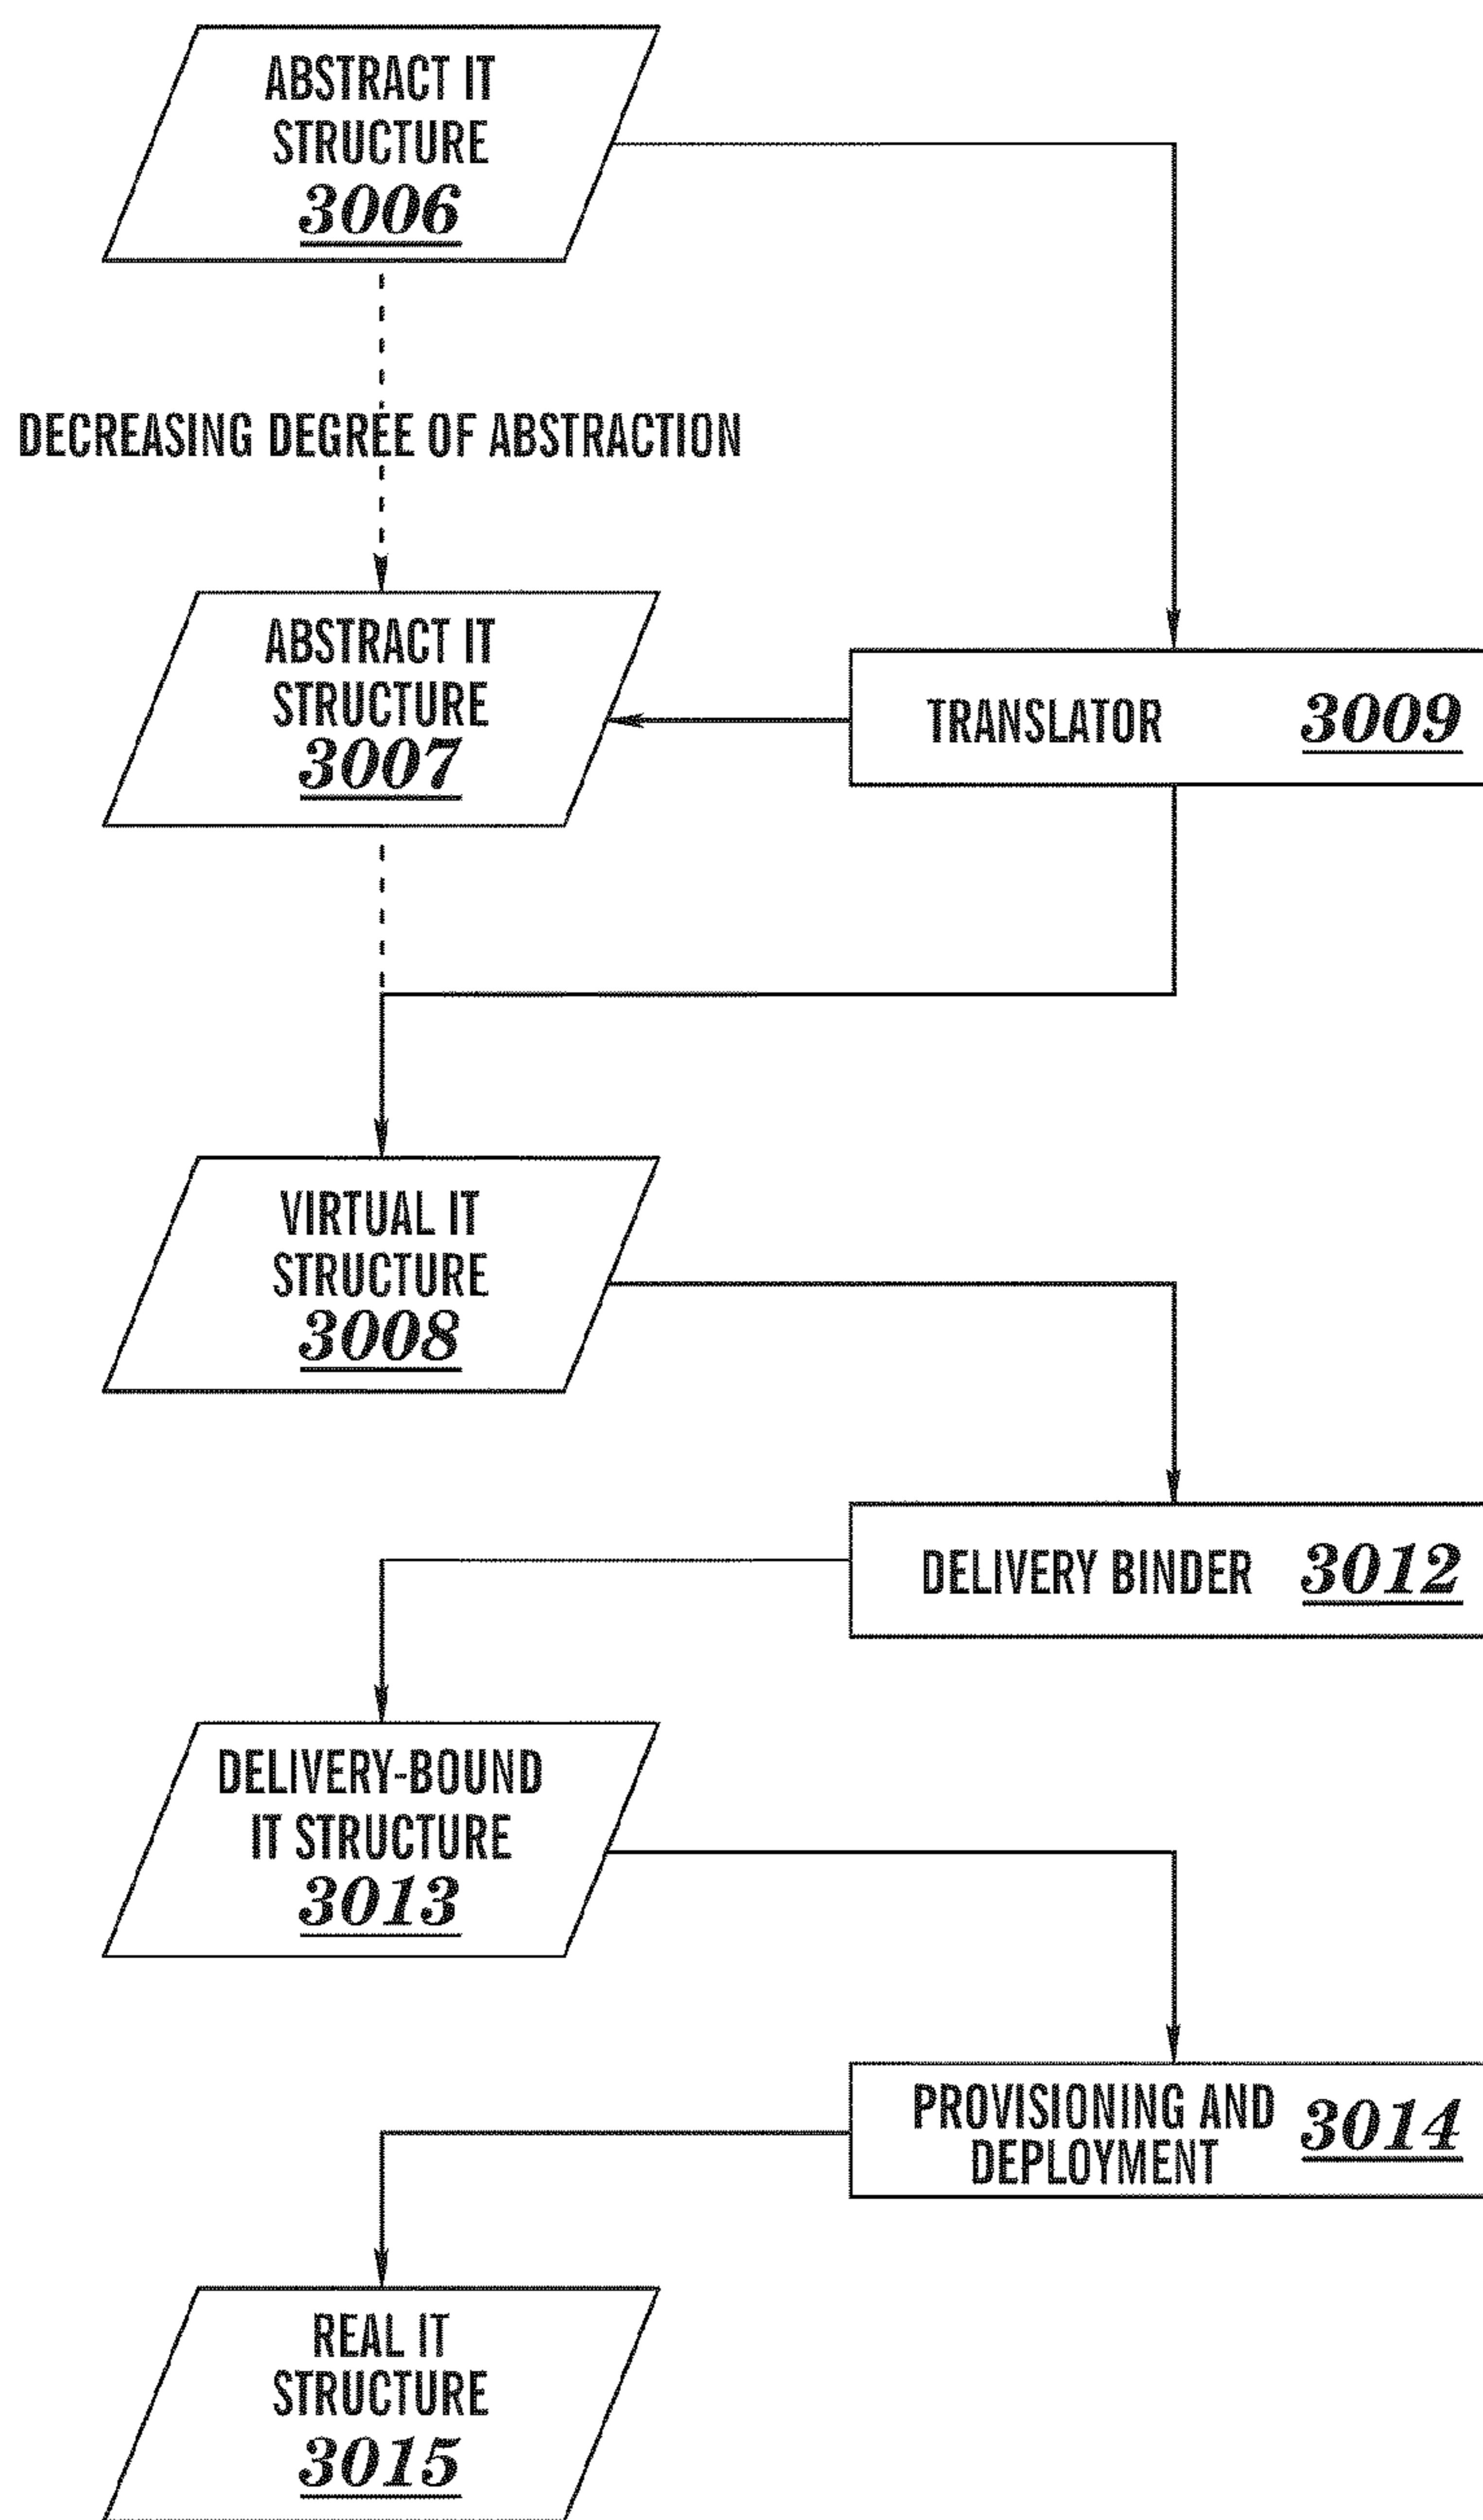 ABSTRACT IT
STRUCTURE
3006
DECREASING DEGREE OF ABSTRACTION
ABSTRACT IT
STRUCTURE
3007
TRANSLATOR 3009
VIRTUAL IT
STRUCTURE
3008
DELIVERY BINDER 3012
DELIVERY-BOUND
IT STRUCTURE
3013
PROVISIONING AND
DEPLOYMENT
3014
REAL IT
STRUCTURE
3015